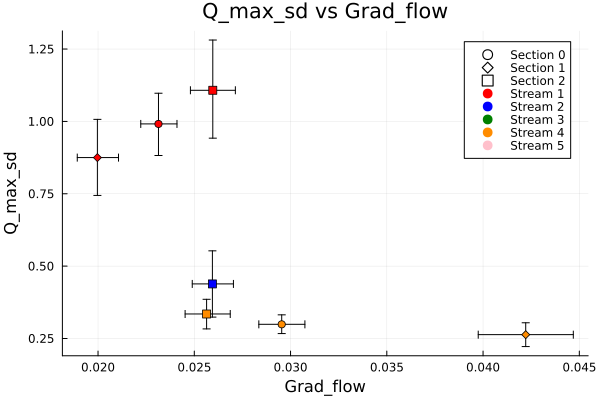 Q_max_sd vs Grad_flow
Q_max_sd
1.25
1.00
0.75
0.50
0.25
Section 0
Section 1
Section 2
Stream 1
Stream 2
Stream 3
Stream 4
Stream 5
0.020 0.025 0.030 0.035 0.040 0.045
Grad_flow